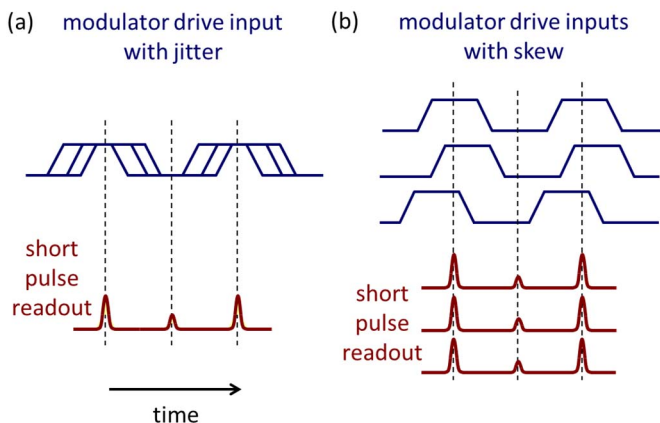 (a) modulator drive input
with jitter
short
pulse
readout
time
(b) modulator drive inputs
with skew
short
pulse
readout